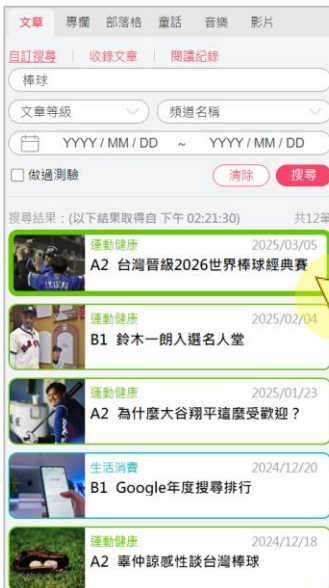 文章 專欄 部落格 童話 音樂 影片
自訂搜尋 | 收錄文章 | 閱讀紀錄
棒球
文章等級 頻道名稱
YYYY / MM / DD ~ YYYY / MM / DD
做過測驗 清除 搜尋
搜尋結果：(以下結果取得自 下午 02:21:30) 共12筆
運動健康 2025/03/05
A2 台灣晉級2026世界棒球經典賽
運動健康 2025/02/04
B1 鈴木一朗入選名人堂
運動健康 2025/01/23
A2 為什麼大谷翔平這麼受歡迎？
生活消費 2024/12/20
B1 Google年度搜尋排行
運動健康 2024/12/18
A2 辜仲諒感性談台灣棒球